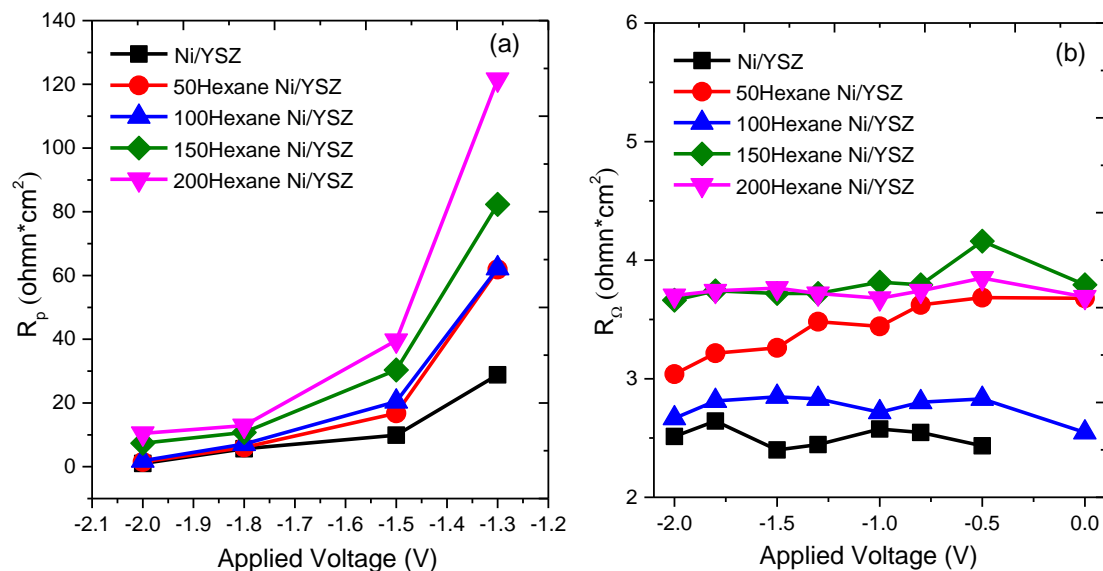 (a)
Ni/YSZ
50Hexane Ni/YSZ
100Hexane Ni/YSZ
150Hexane Ni/YSZ
200Hexane Ni/YSZ
140
120
100
80
60
40
20
0
Rp (ohmn*cm2)
-2.1 -2.0 -1.9 -1.8 -1.7 -1.6 -1.5 -1.4 -1.3 -1.2
Applied Voltage (V)
(b)
Ni/YSZ
50Hexane Ni/YSZ
100Hexane Ni/YSZ
150Hexane Ni/YSZ
200Hexane Ni/YSZ
6
5
4
3
2
RΩ (ohmn*cm2)
-2.0 -1.5 -1.0 -0.5 0.0
Applied Voltage (V)